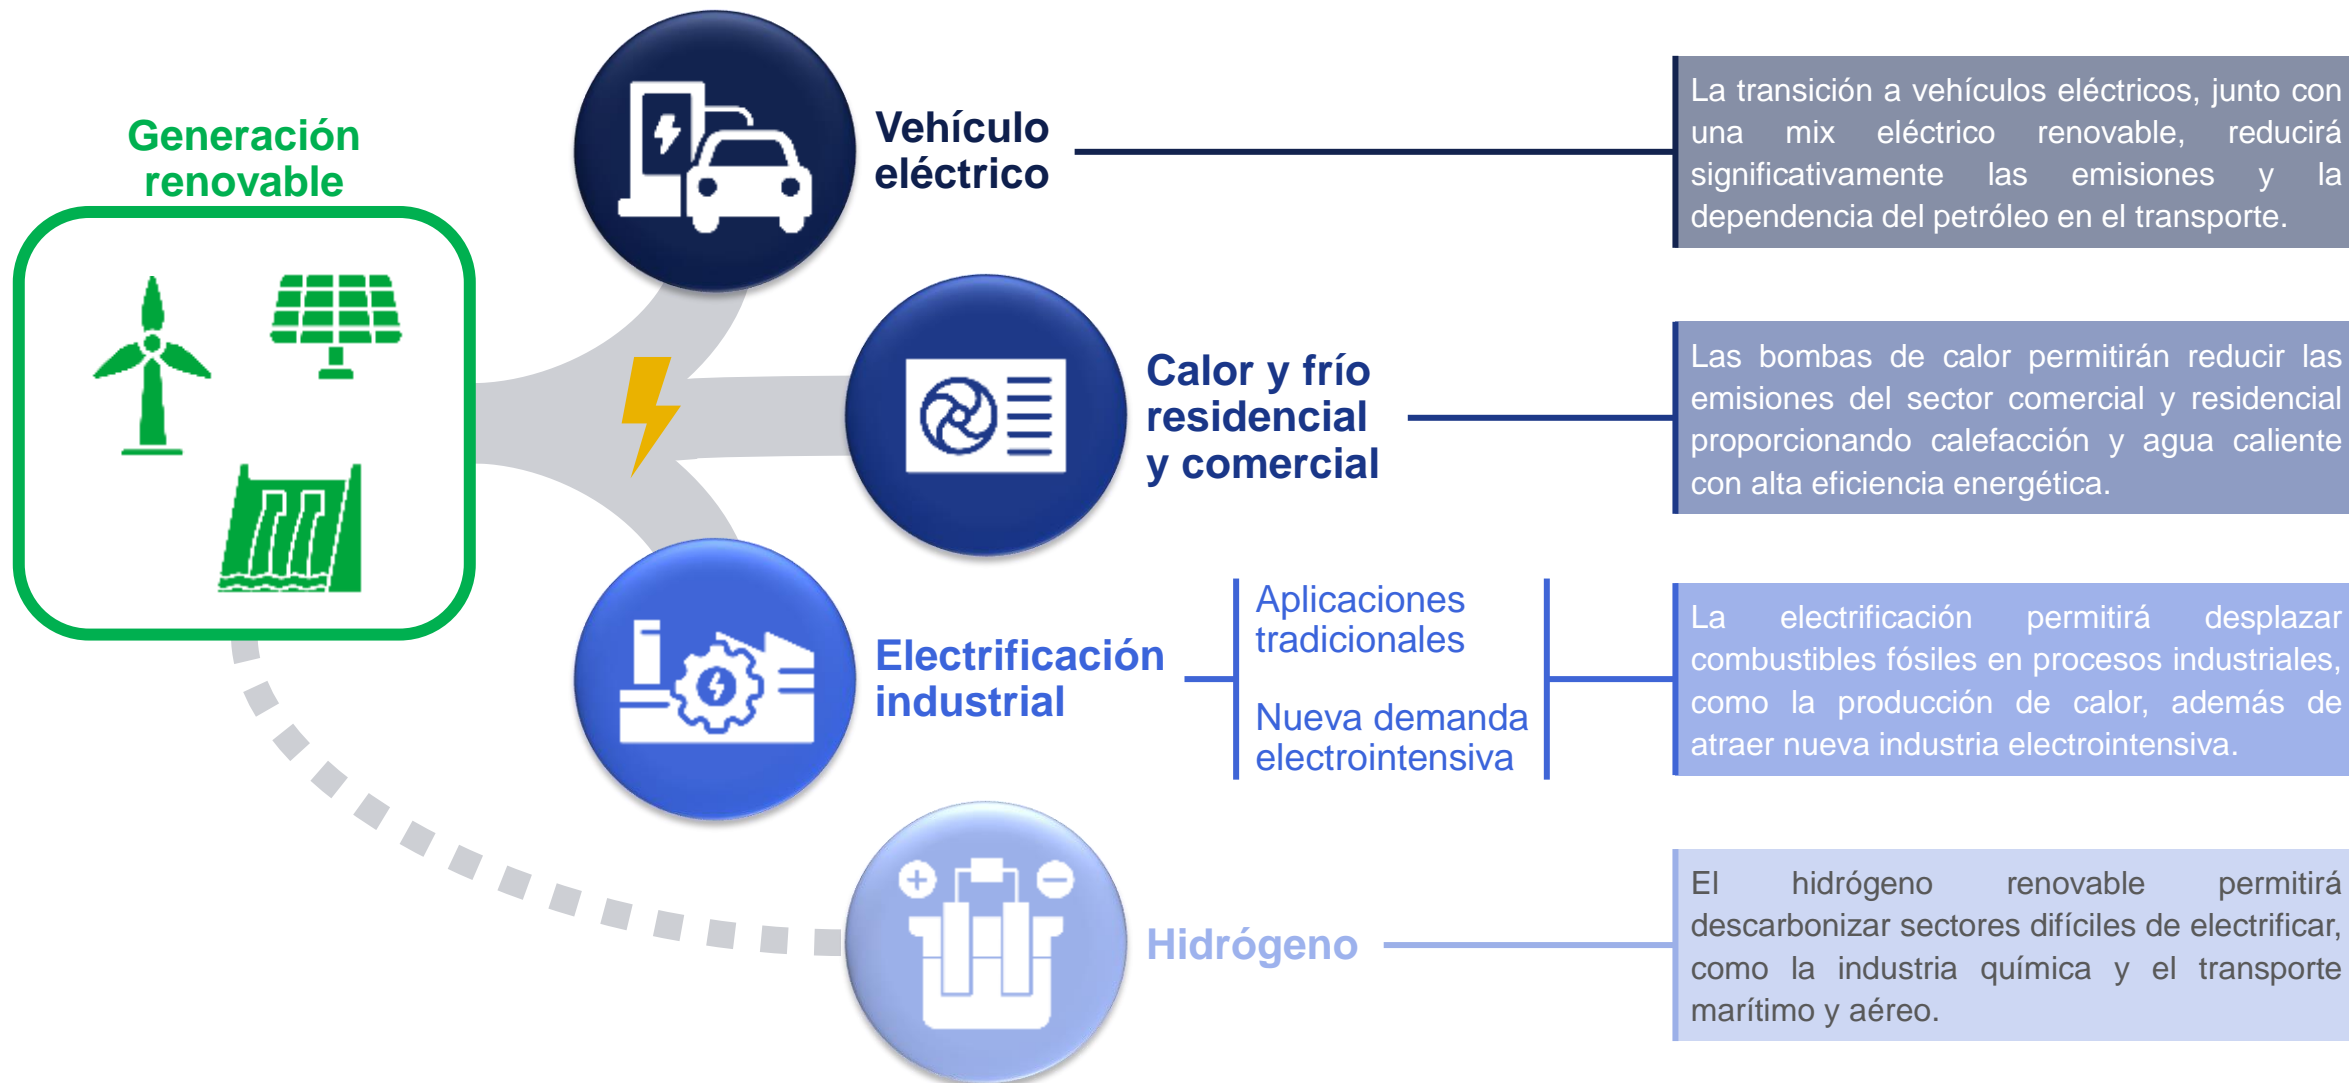 Generación
renovable
Vehículo
eléctrico
La transición a vehículos eléctricos, junto con
una mix eléctrico renovable, reducirá
significativamente las emisiones y la
dependencia del petróleo en el transporte.
Calor y frío
residencial
y comercial
Las bombas de calor permitirán reducir las
emisiones del sector comercial y residencial
proporcionando calefacción y agua caliente
con alta eficiencia energética.
Electrificación
industrial
Aplicaciones
tradicionales
Nueva demanda
electrointensiva
La electrificación permitirá desplazar
combustibles fósiles en procesos industriales,
como la producción de calor, además de
atraer nueva industria electrointensiva.
Hidrógeno
El hidrógeno renovable permitirá
descarbonizar sectores difíciles de electrificar,
como la industria química y el transporte
marítimo y aéreo.